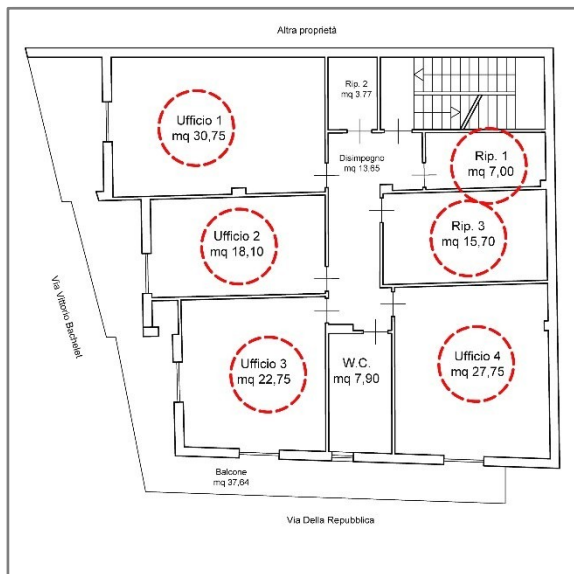 Altra proprietà
Ufficio 1
mq 30,75
Rip. 2
mq 3.77
Disimpegno
mq 13,65
Rip. 1
mq 7,00
Ufficio 2
mq 18,10
Rip. 3
mq 15,70
Via Vittorio Bachelet
Ufficio 3
mq 22,75
W.C.
mq 7,90
Ufficio 4
mq 27,75
Balcone
mq 37,64
Via Della Repubblica